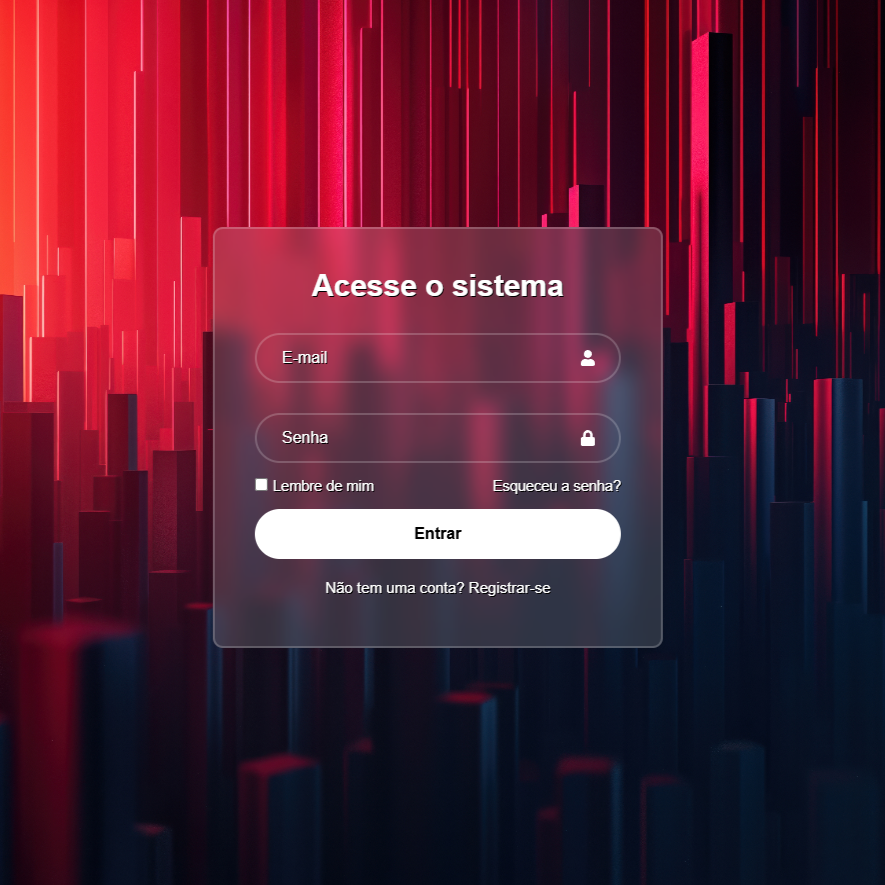 Acesse o sistema
E-mail
Senha
Lembre de mim
Esqueceu a senha?
Entrar
Não tem uma conta? Registrar-se